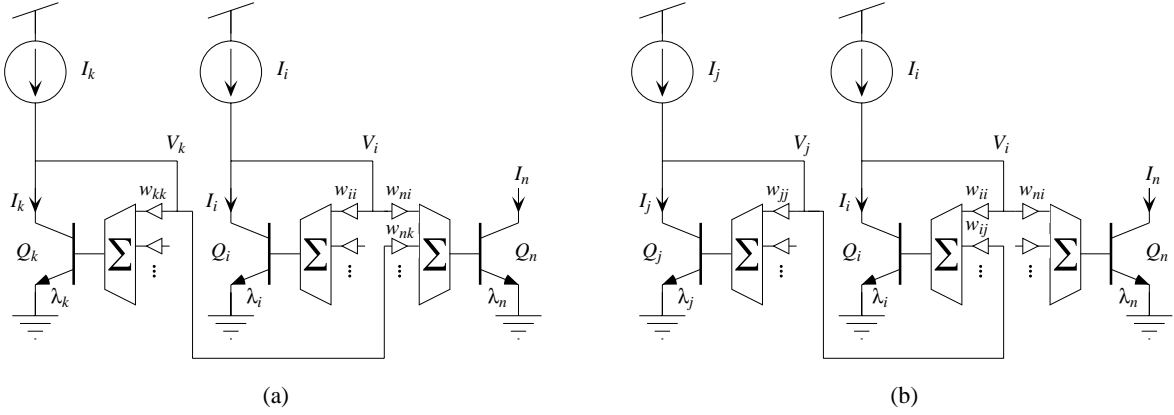 I_k
I_i
V_k
V_i
I_k
w_kk
I_i
w_ii
w_ni
I_n
Q_k
Σ
Q_i
Σ
w_nk
Σ
Q_n
λ_k
λ_i
λ_n
(a)
I_j
I_i
V_j
V_i
I_j
w_jj
I_i
w_ii
w_ni
I_n
Q_j
Σ
Q_i
Σ
w_ij
Σ
Q_n
λ_j
λ_i
λ_n
(b)